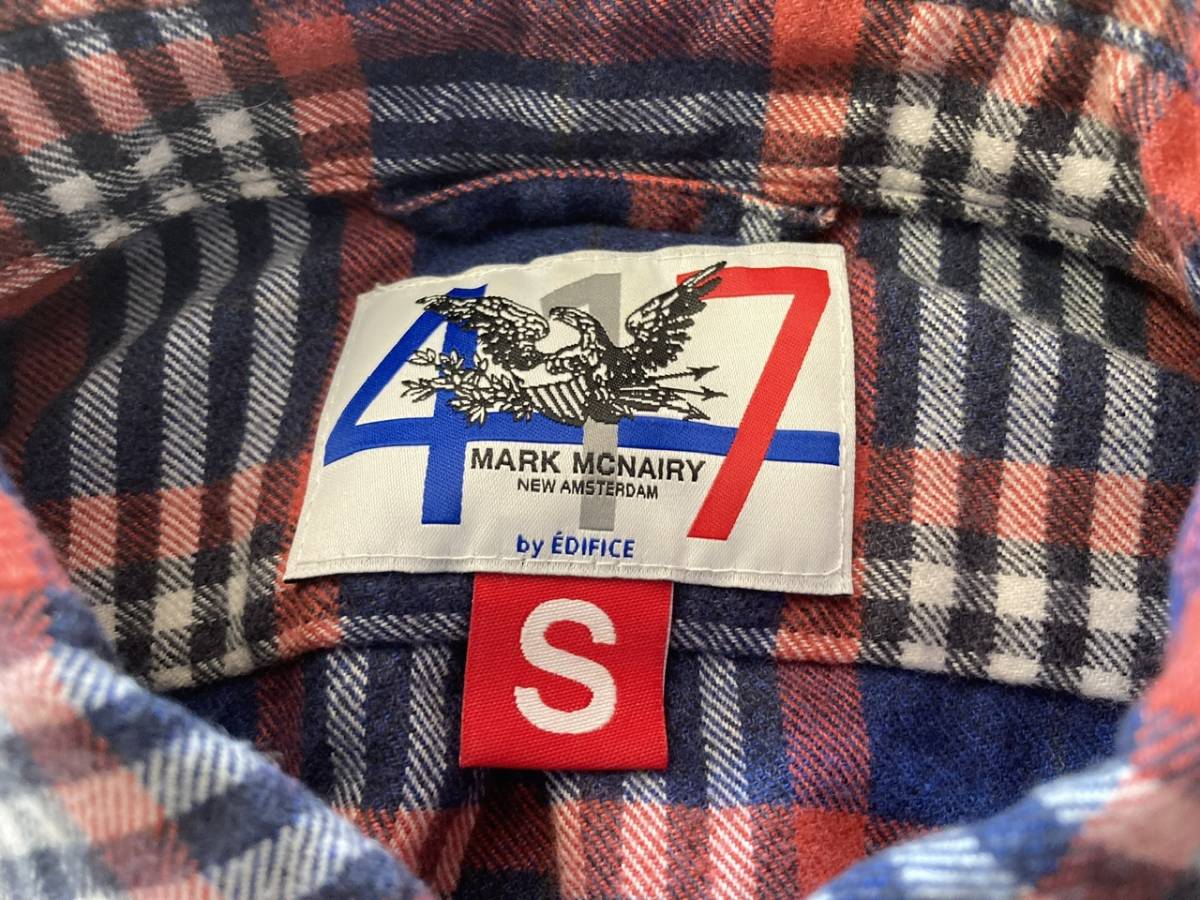 417
MARK MCNAIRY
NEW AMSTERDAM
by ÉDIFICE
S